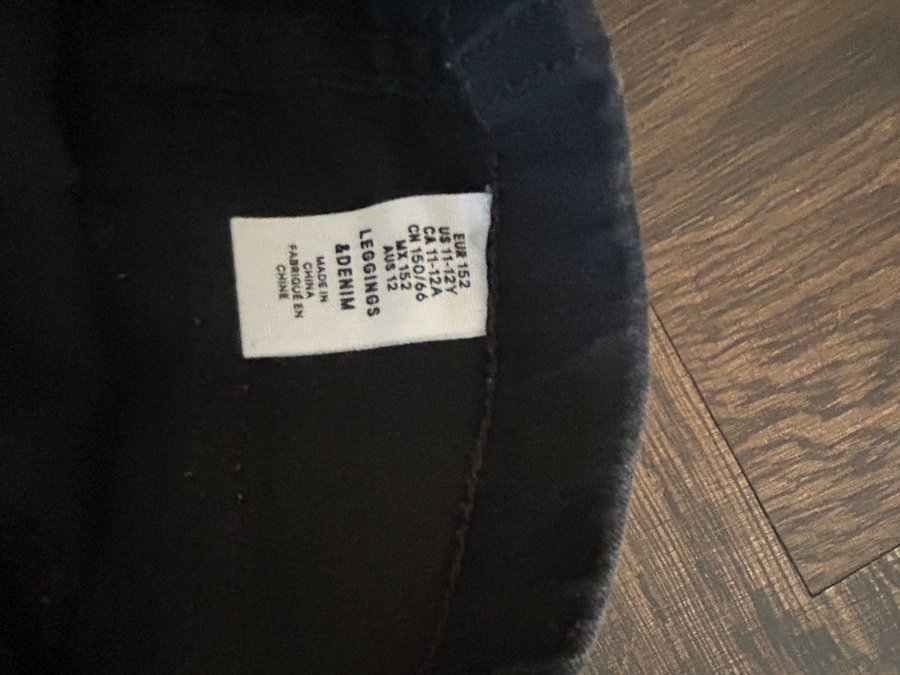 EUR 152
US 11-12Y
CA 11-12A
CN 150/66
MX 152
AUS 12
LEGGINGS
&DENIM
MADE IN
CHINA
FABRIQUÉ EN
CHINE